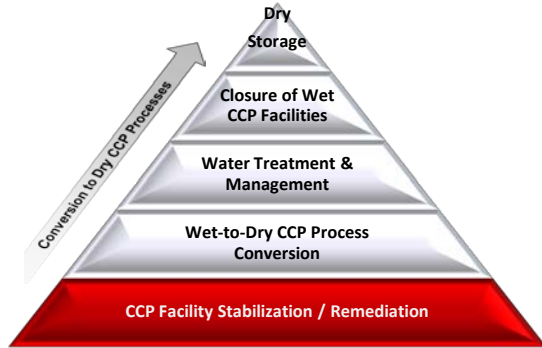 Dry
Storage
Closure of Wet
CCP Facilities
Water Treatment &
Management
Wet-to-Dry CCP Process
Conversion
CCP Facility Stabilization / Remediation
Conversion to Dry CCP Processes